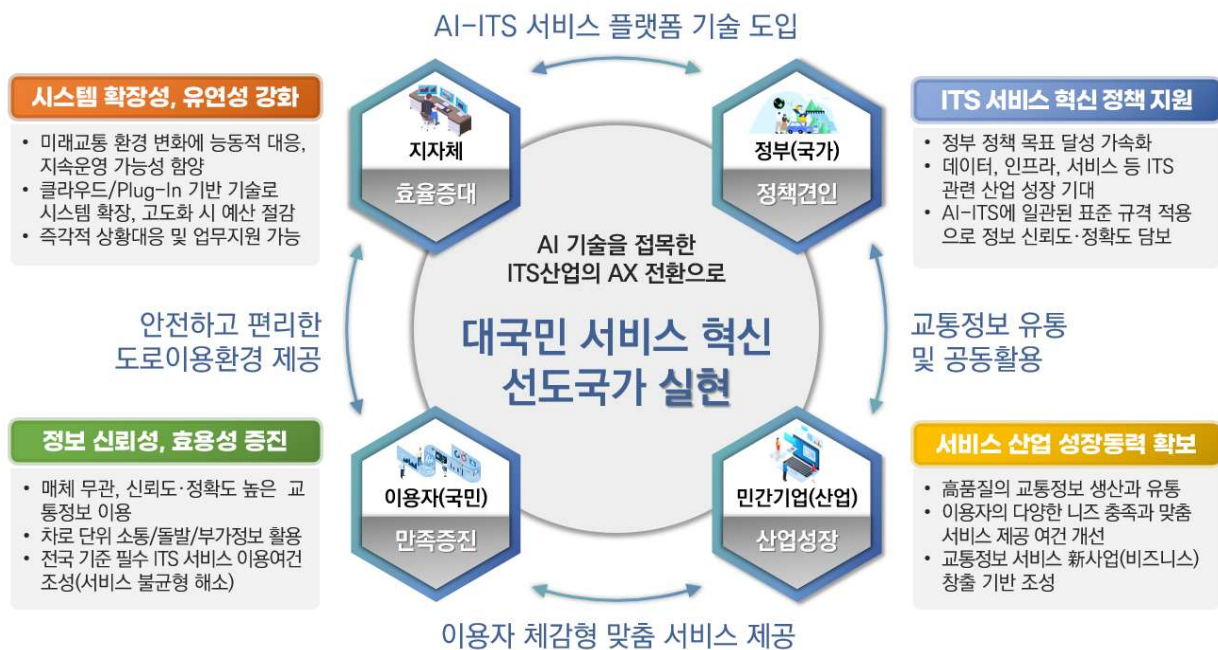 AI-ITS 서비스 플랫폼 기술 도입
시스템 확장성, 유연성 강화
• 미래교통 환경 변화에 능동적 대응,
지속운영 가능성 함양
• 클라우드/Plug-In 기반 기술로
시스템 확장, 고도화 시 예산 절감
• 즉각적 상황대응 및 업무지원 가능
지자체
효율증대
정부(국가)
정책견인
ITS 서비스 혁신 정책 지원
• 정부 정책 목표 달성 가속화
• 데이터, 인프라, 서비스 등 ITS
관련 산업 성장 기대
• AI-ITS에 일관된 표준 규격 적용
으로 정보 신뢰도·정확도 담보
AI 기술을 접목한
ITS산업의 AX 전환으로
대국민 서비스 혁신
선도국가 실현
안전하고 편리한
도로이용환경 제공
교통정보 유통
및 공동활용
정보 신뢰성, 효용성 증진
• 매체 무관, 신뢰도·정확도 높은 교
통정보 이용
• 차로 단위 소통/돌발/부가정보 활용
• 전국 기준 필수 ITS 서비스 이용여건
조성(서비스 불균형 해소)
이용자(국민)
만족증진
민간기업(산업)
산업성장
서비스 산업 성장동력 확보
• 高품질의 교통정보 생산과 유통
• 이용자의 다양한 니즈 충족과 맞춤
서비스 제공 여건 개선
• 교통정보 서비스 新사업(비즈니스)
창출 기반 조성
이용자 체감형 맞춤 서비스 제공